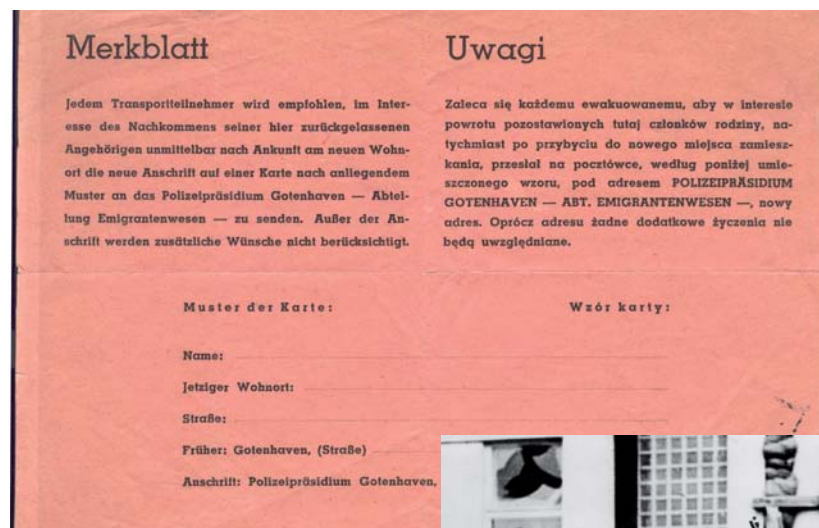 Merkblatt
Jedem Transportteilnehmer wird empfohlen, im Inter-
esse des Nachkommens seiner hier zurückgelassenen
Angehörigen unmittelbar nach Ankunft am neuen Wohn-
ort die neue Anschrift auf einer Karte nach anliegendem
Muster an das Polizeipräsidium Gotenhaven — Abtei-
lung Emigrantenwesen — zu senden. Außer der An-
schrift werden zusätzliche Wünsche nicht berücksichtigt.
Uwagi
Zaleca się każdemu ewakuowanemu, aby w interesie
powrotu pozostawionych tutaj członków rodziny, na-
tychmiast po przybyciu do nowego miejsca zamiesz-
kania, przesłał na pocztówce, według poniżej umie-
szczonego wzoru, pod adresem POLIZEIPRÄSIDIUM
GOTENHAVEN — ABT. EMIGRANTENWESEN —, nowy
adres. Oprócz adresu żadne dodatkowe życzenia nie
będą uwzględniane.
Muster der Karte: Wzór karty:
Name:
Jetziger Wohnort:
Straße:
Früher: Gotenhaven, (Straße)
Anschrift: Polizeipräsidium Gotenhaven,